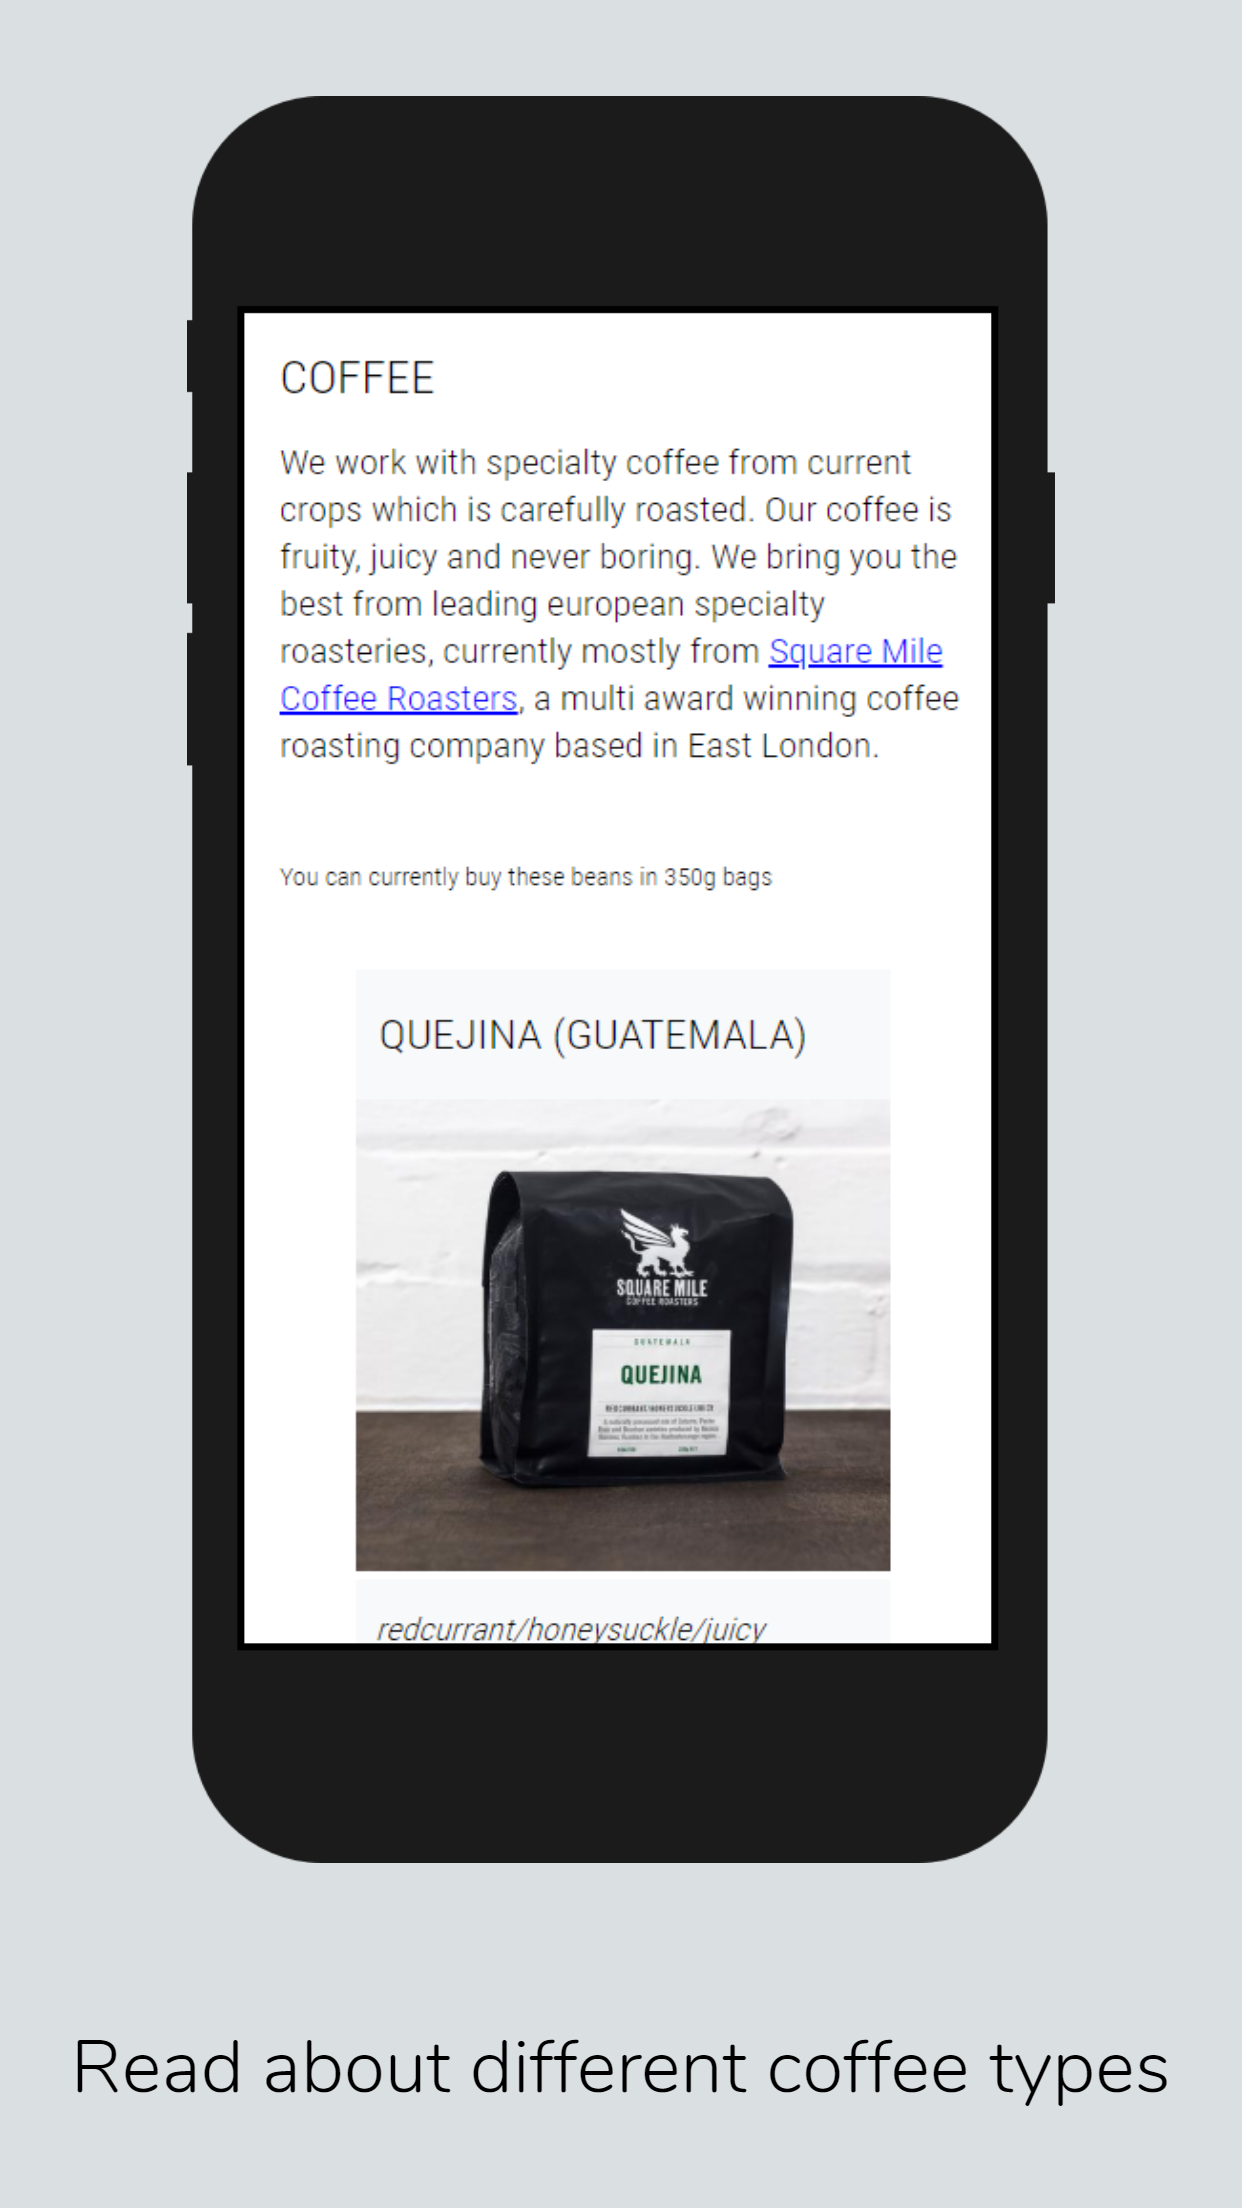 COFFEE
We work with specialty coffee from current
crops which is carefully roasted. Our coffee is
fruity, juicy and never boring. We bring you the
best from leading european specialty
roasteries, currently mostly from Square Mile
Coffee Roasters, a multi award winning coffee
roasting company based in East London.
You can currently buy these beans in 350g bags
QUEJINA (GUATEMALA)
SQUARE MILE
COFFEE ROASTERS
GUATEMALA
QUEJINA
REDCURRANT/HONEYSUCKLE/JUICY
redcurrant/honeysuckle/juicy
Read about different coffee types